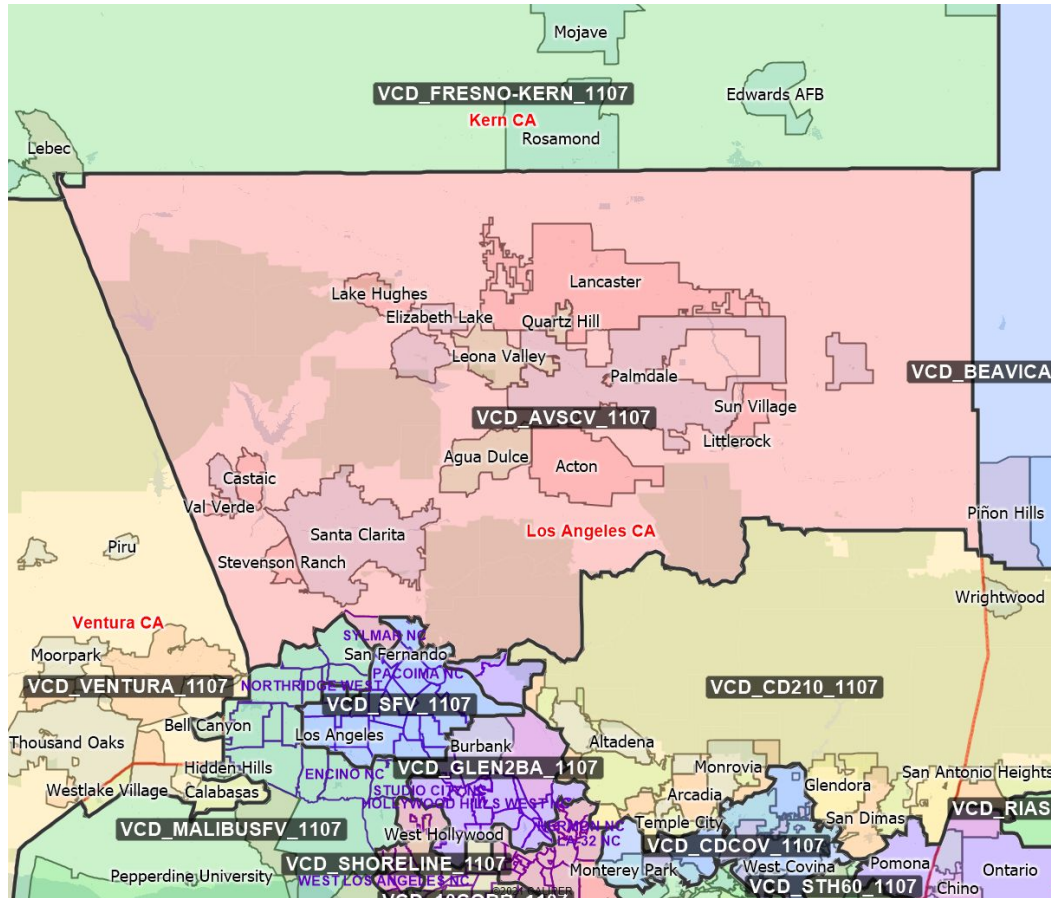 Mojave
VCD_FRESNO-KERN_1107
Edwards AFB
Kern CA
Rosamond
Lebec
Lancaster
Lake Hughes
Elizabeth Lake
Quartz Hill
Leona Valley
Palmdale
VCD_BEAVICA
Sun Village
VCD_AVSCV_1107
Littlerock
Agua Dulce
Acton
Castaic
Val Verde
Piñon Hills
Santa Clarita
Los Angeles CA
Piru
Stevenson Ranch
Wrightwood
Ventura CA
SYLMAR NC
Moorpark
San Fernando
PACOIMA NC
VCD_VENTURA_1107
NORTHRIDGE WEST
VCD_CD210_1107
VCD_SFV_1107
Bell Canyon
Los Angeles
Thousand Oaks
Burbank
Altadena
Hidden Hills
ENCINO NC
VCD_GLEN2BA_1107
Monrovia
San Antonio Heights
Westlake Village
Calabasas
STUDIO CITY NC
Arcadia
Glendora
HOLLYWOOD HILLS WEST NC
VCD_RIAS
VCD_MALIBUSFV_1107
West Hollywood
HERMON NC
Temple City
San Dimas
LA-32 NC
VCD_CDCOV_1107
VCD_SHORELINE_1107
Monterey Park
West Covina
Pomona
Ontario
Pepperdine University
WEST LOS ANGELES NC
VCD_STH60_1107
Chino